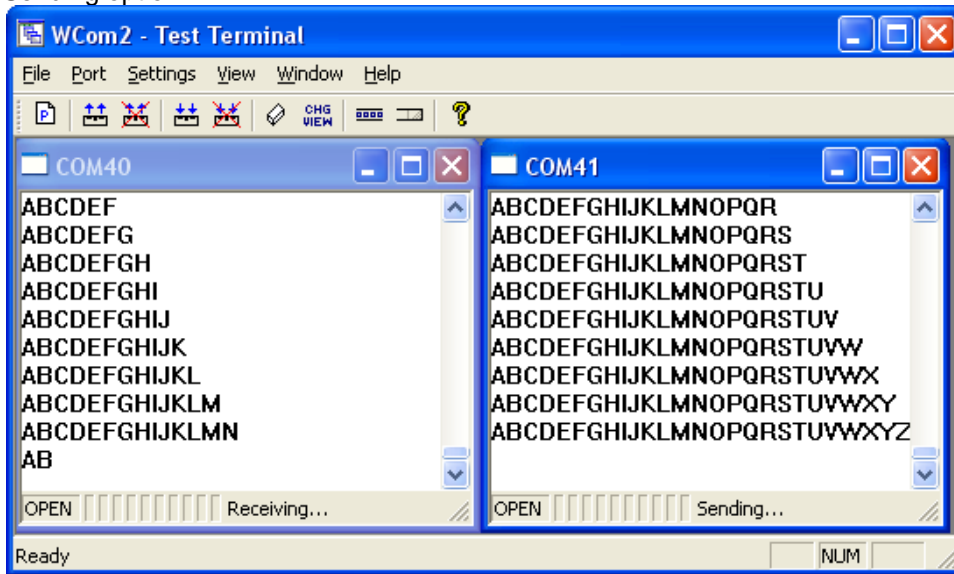 WCom2 - Test Terminal
File Port Settings View Window Help
P CHG VIEW
COM40
ABCDEF
ABCDEFG
ABCDEFGH
ABCDEFGHI
ABCDEFGHIJ
ABCDEFGHIJK
ABCDEFGHIJKL
ABCDEFGHIJKLM
ABCDEFGHIJKLMN
AB
OPEN Receiving...
COM41
ABCDEFGHIJKLMNOPQR
ABCDEFGHIJKLMNOPQRS
ABCDEFGHIJKLMNOPQRST
ABCDEFGHIJKLMNOPQRSTU
ABCDEFGHIJKLMNOPQRSTUV
ABCDEFGHIJKLMNOPQRSTUVW
ABCDEFGHIJKLMNOPQRSTUVWX
ABCDEFGHIJKLMNOPQRSTUVWXY
ABCDEFGHIJKLMNOPQRSTUVWXYZ
OPEN Sending...
Ready NUM